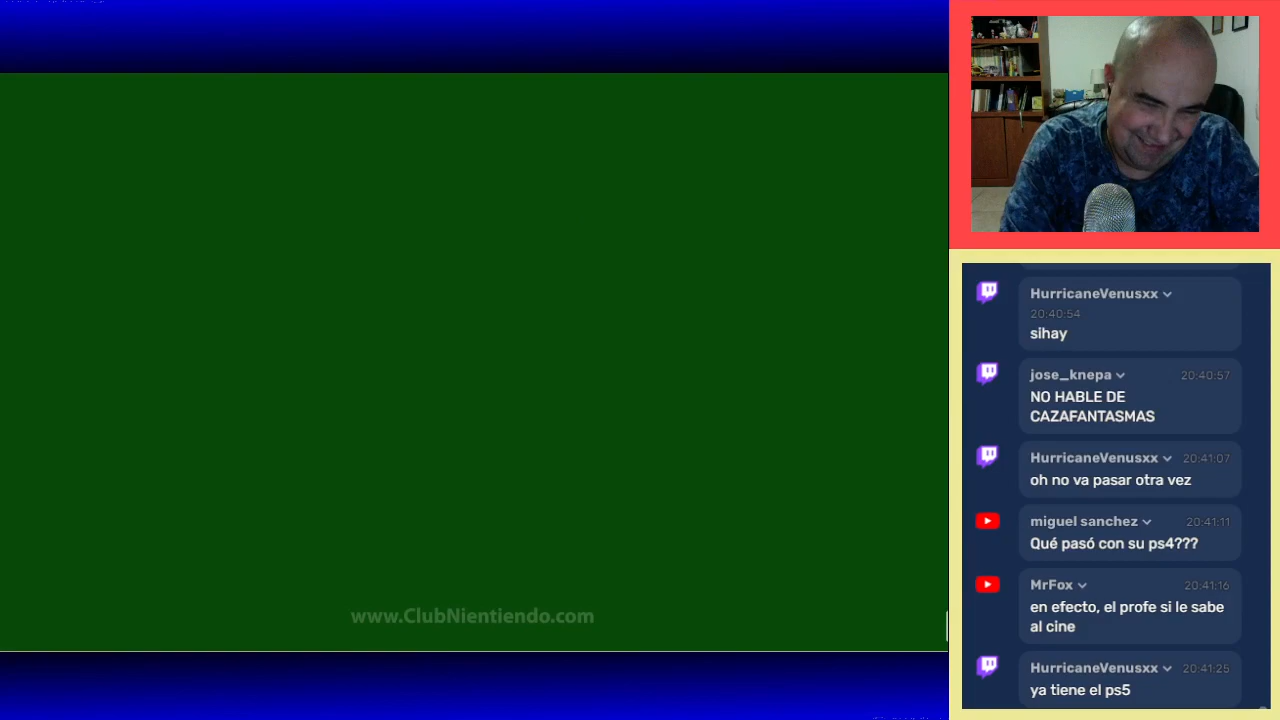 HurricaneVenusxx
20:40:54
sihay
jose_knepa 20:40:57
NO HABLE DE
CAZAFANTASMAS
HurricaneVenusxx 20:41:07
oh no va pasar otra vez
miguel sanchez 20:41:11
Qué pasó con su ps4???
MrFox 20:41:16
en efecto, el profe si le sabe
al cine
HurricaneVenusxx 20:41:25
ya tiene el ps5
www.ClubNientiendo.com